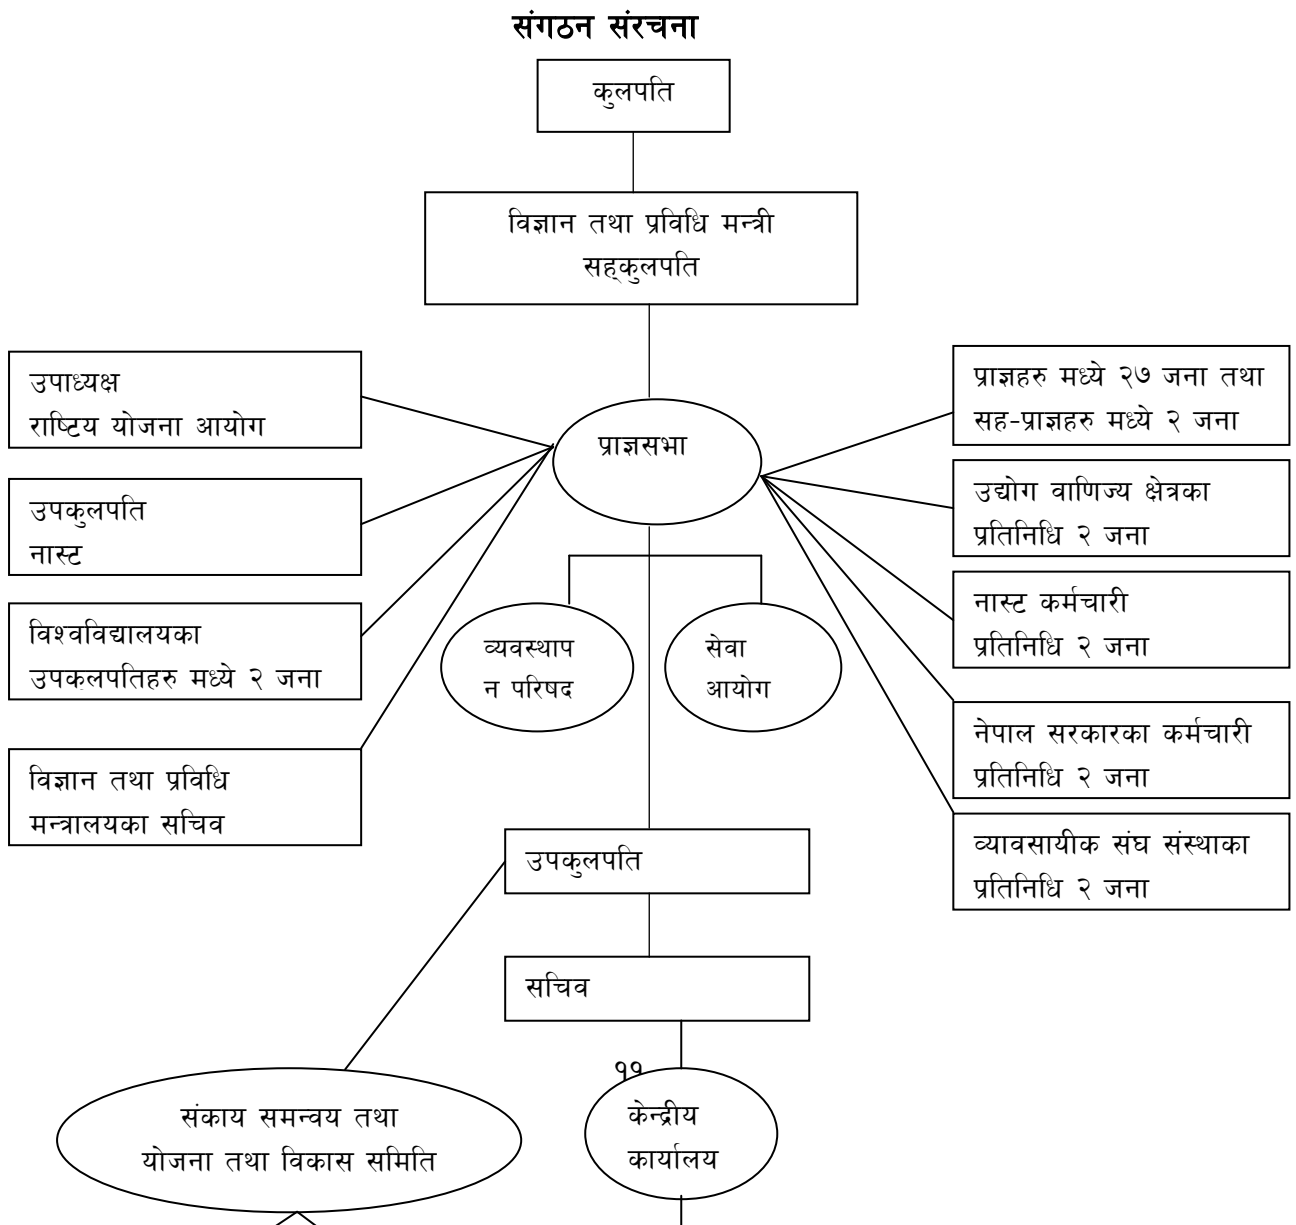 संगठन संरचना
कुलपति
विज्ञान तथा प्रविधि मन्त्री
सह्कुलपति
उपाध्यक्ष
राष्टिय योजना आयोग
उपकुलपति
नास्ट
विश्वविद्यालयका
उपकुलपतिहरु मध्ये २ जना
विज्ञान तथा प्रविधि
मन्त्रालयका सचिव
प्राज्ञसभा
प्राज्ञहरु मध्ये २७ जना तथा
सह-प्राज्ञहरु मध्ये २ जना
उद्योग वाणिज्य क्षेत्रका
प्रतिनिधि २ जना
नास्ट कर्मचारी
प्रतिनिधि २ जना
नेपाल सरकारका कर्मचारी
प्रतिनिधि २ जना
व्यावसायीक संघ संस्थाका
प्रतिनिधि २ जना
व्यवस्थाप
न परिषद
सेवा
आयोग
उपकुलपति
सचिव
११
संकाय समन्वय तथा
योजना तथा विकास समिति
केन्द्रीय
कार्यालय